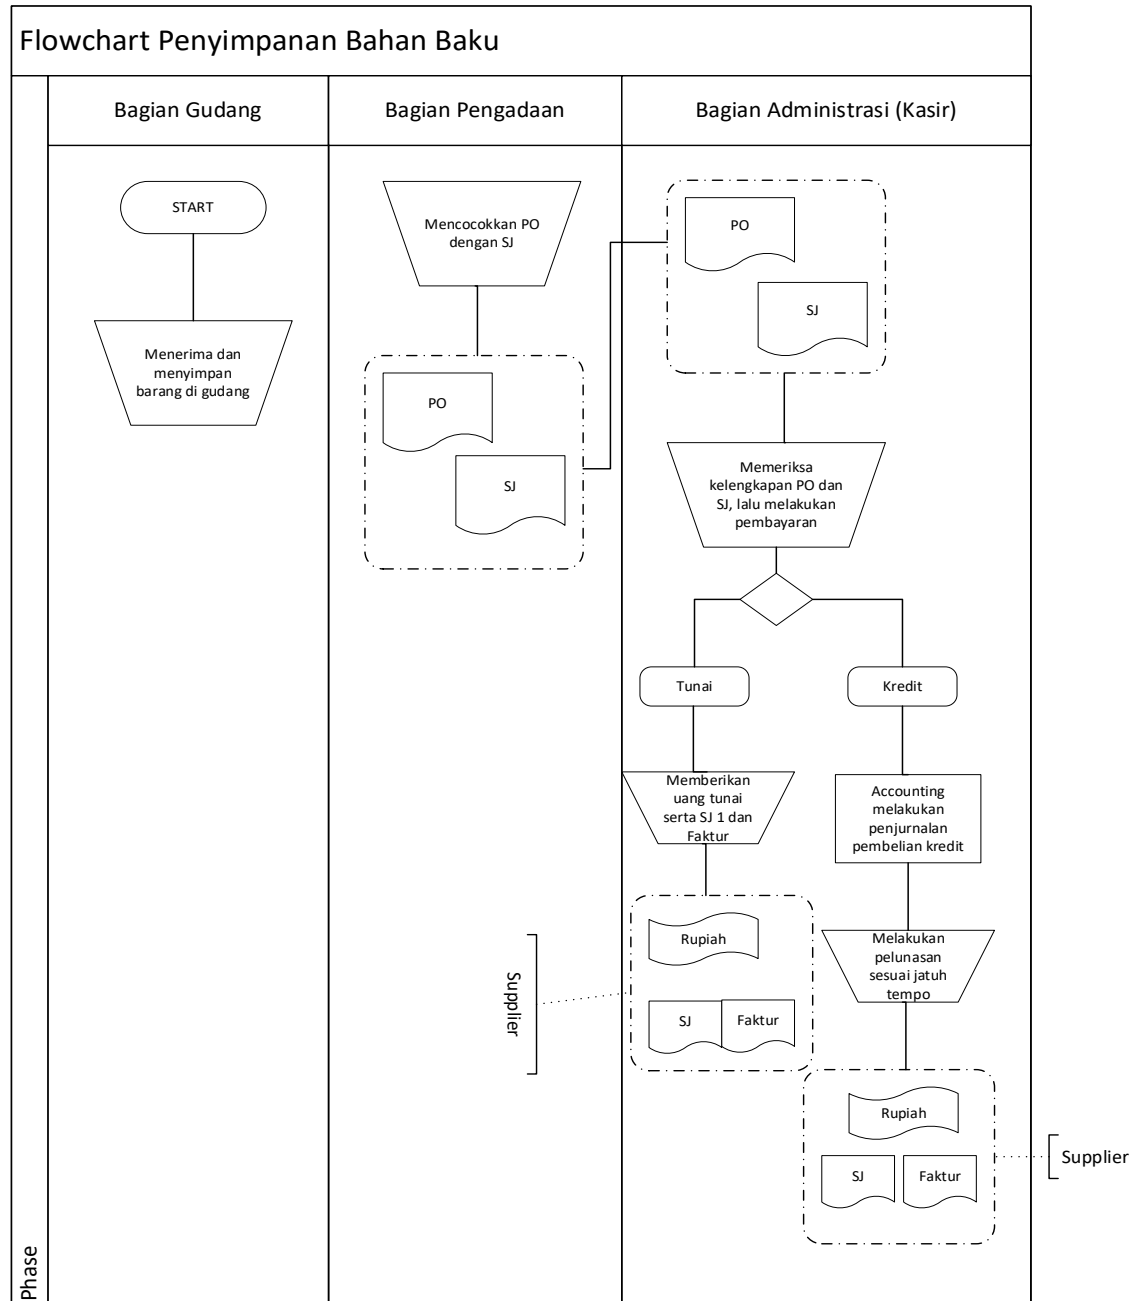 Flowchart Penyimpanan Bahan Baku
Bagian Gudang
Bagian Pengadaan
Bagian Administrasi (Kasir)
START
Menerima dan
menyimpan
barang di gudang
Mencocokkan PO
dengan SJ
PO
SJ
PO
SJ
Memeriksa
kelengkapan PO dan
SJ, lalu melakukan
pembayaran
Tunai
Kredit
Memberikan
uang tunai
serta SJ 1 dan
Faktur
Accounting
melakukan
penjurnalan
pembelian kredit
Rupiah
SJ
Faktur
Supplier
Melakukan
pelunasan
sesuai jatuh
tempo
Rupiah
SJ
Faktur
Supplier
Phase